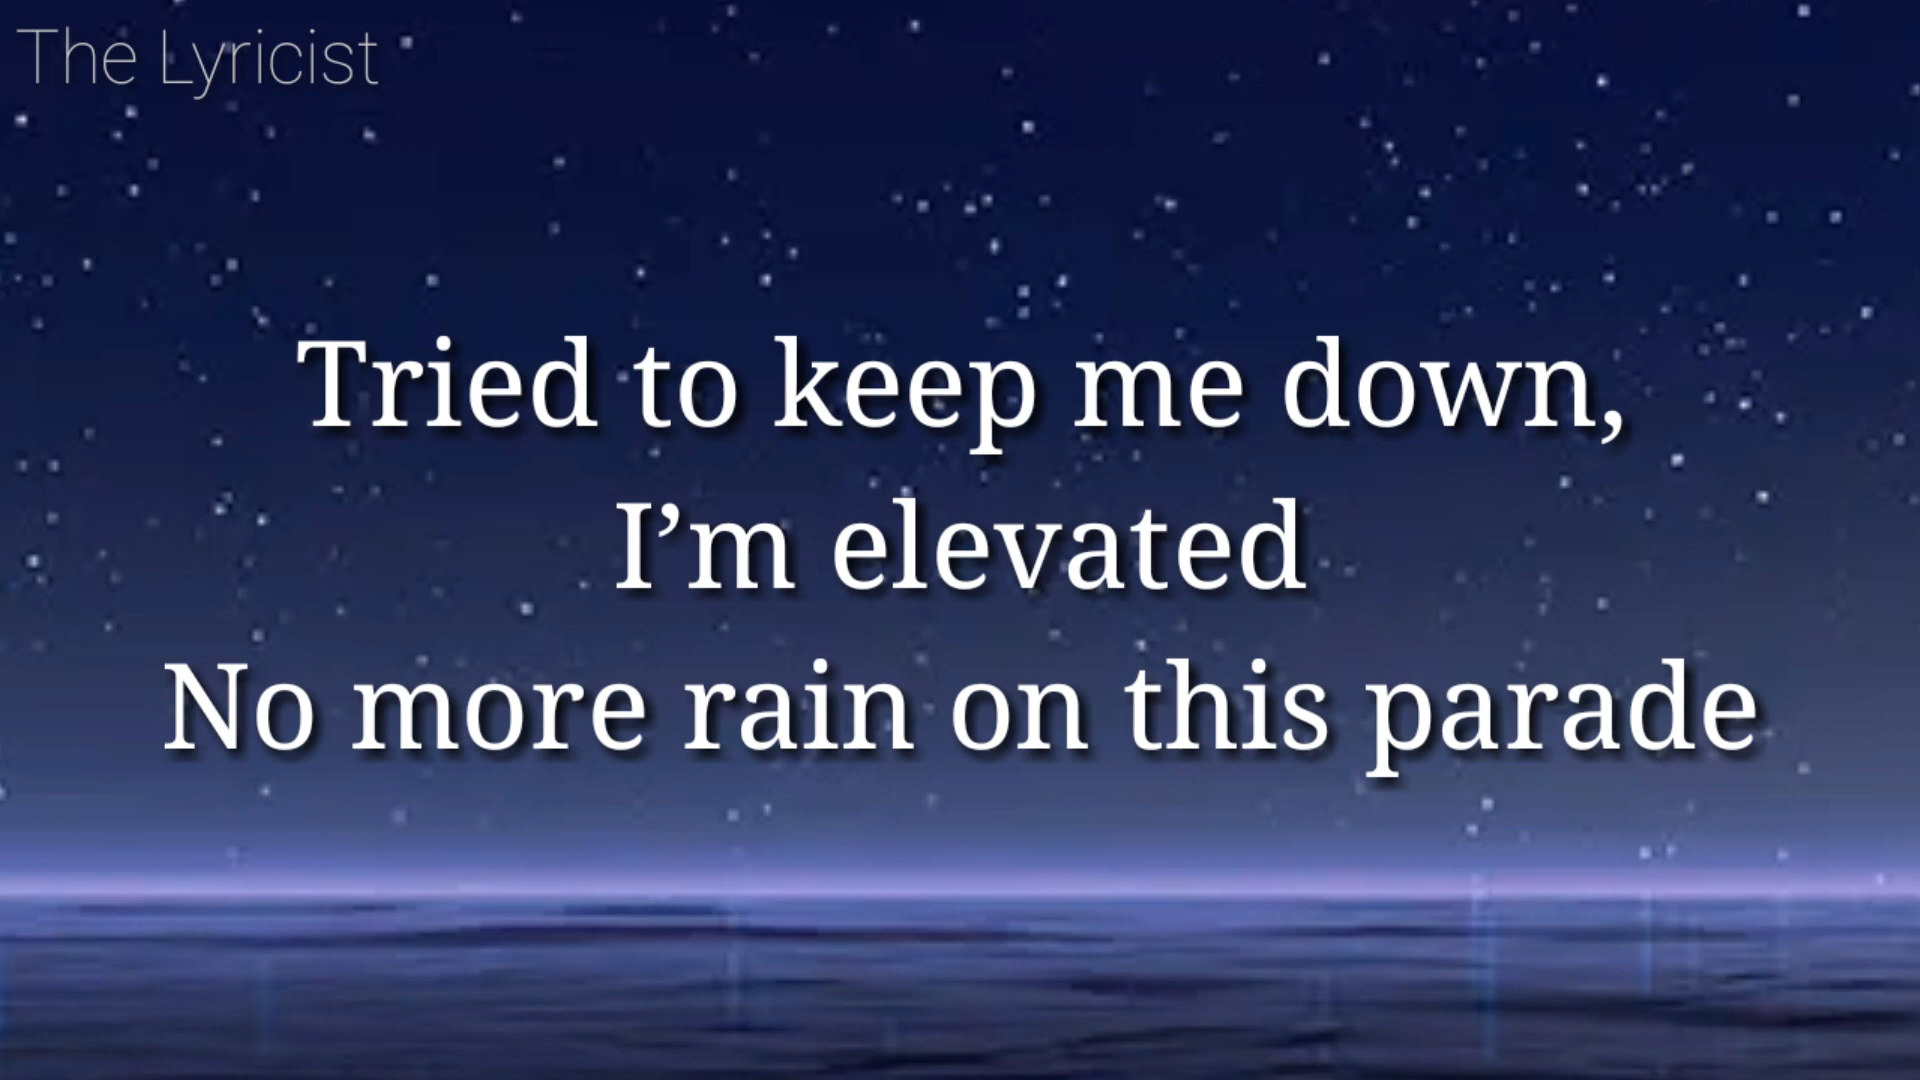 The Lyricist
Tried to keep me down,
I’m elevated
No more rain on this parade